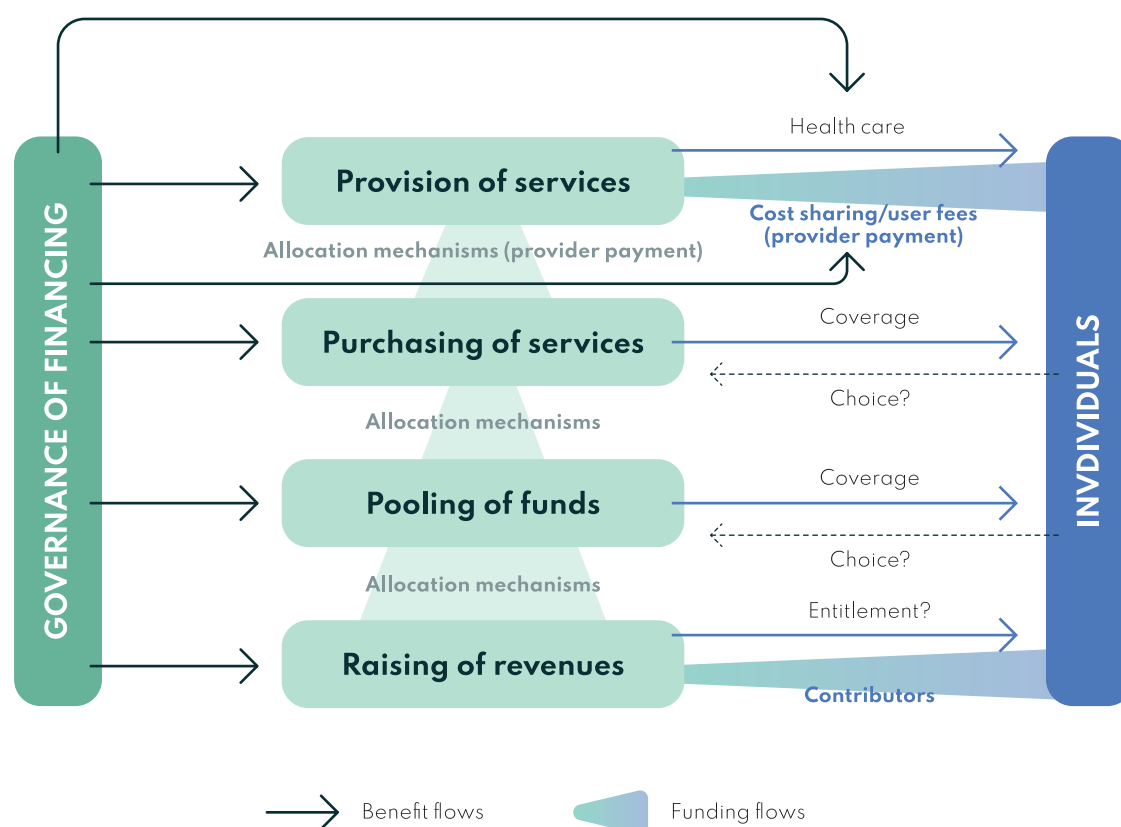 Health care
GOVERNANCE OF FINANCING
Provision of services
Cost sharing/user fees
(provider payment)
Allocation mechanisms (provider payment)
Coverage
Purchasing of services
Choice?
Allocation mechanisms
Coverage
Pooling of funds
Choice?
Allocation mechanisms
Entitlement?
Raising of revenues
Contributors
INVDIVIDUALS
Benefit flows
Funding flows